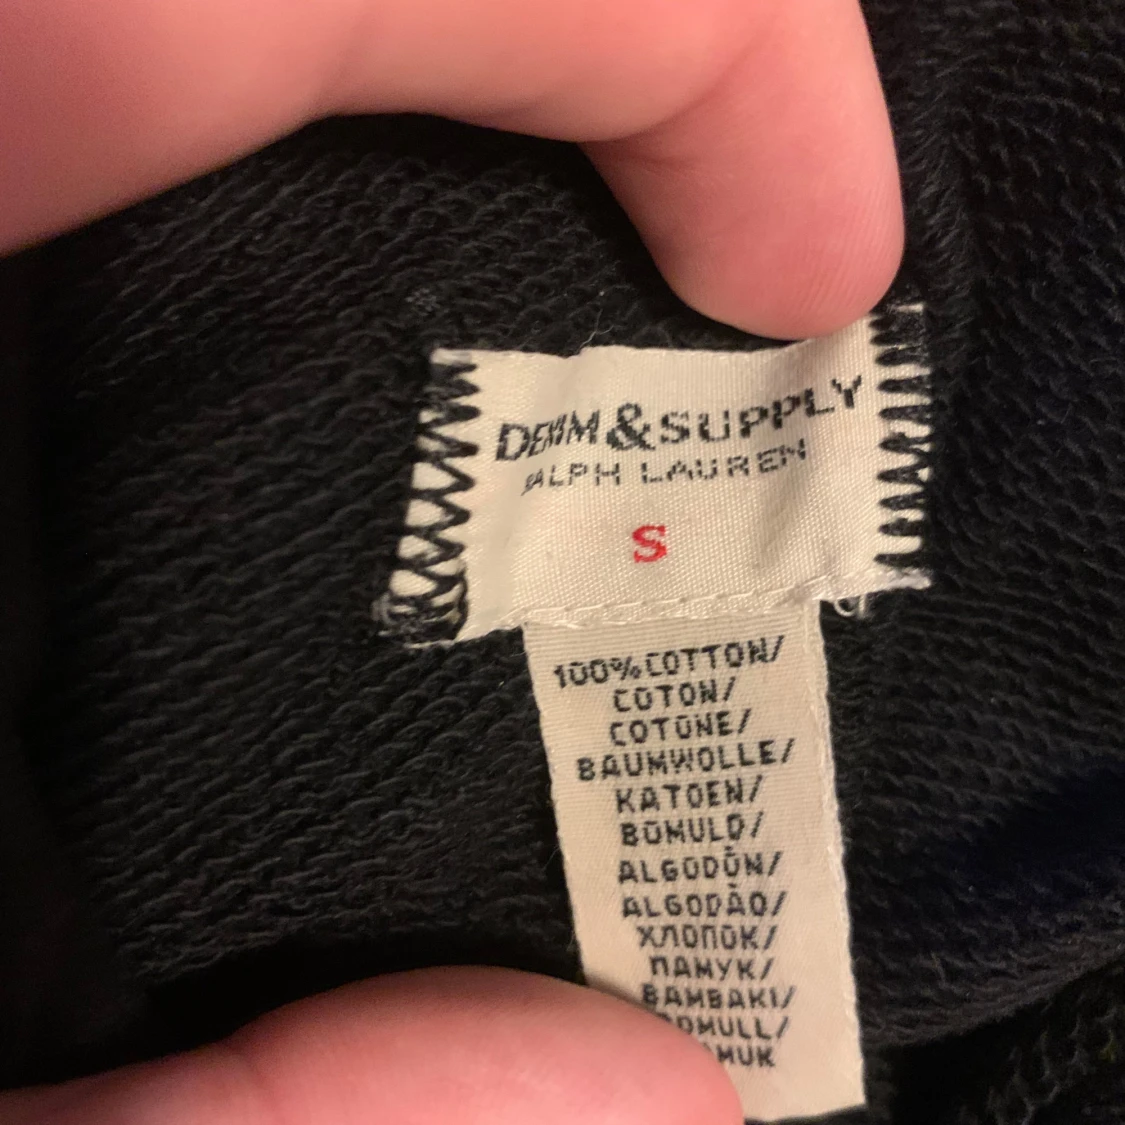 DENIM & SUPPLY
RALPH LAUREN
S
100% COTTON/
COTON/
COTONE/
BAUMWOLLE/
KATOEN/
BOMULD/
ALGODÓN/
ALGODÃO/
ХЛОПОК/
ПАМУК/
BAMBAKI/